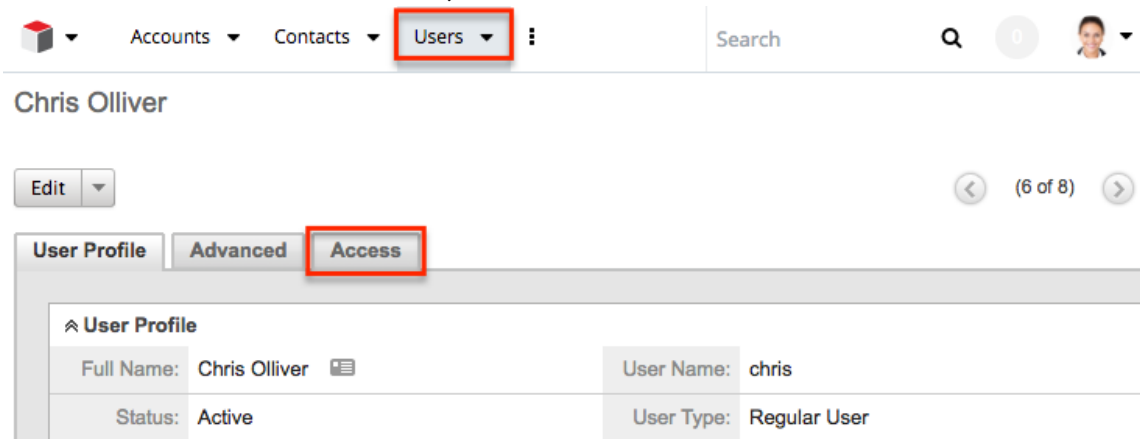 Accounts Contacts Users Search 0
Chris Olliver
Edit (6 of 8)
User Profile Advanced Access
User Profile
Full Name: Chris Olliver User Name: chris
Status: Active User Type: Regular User